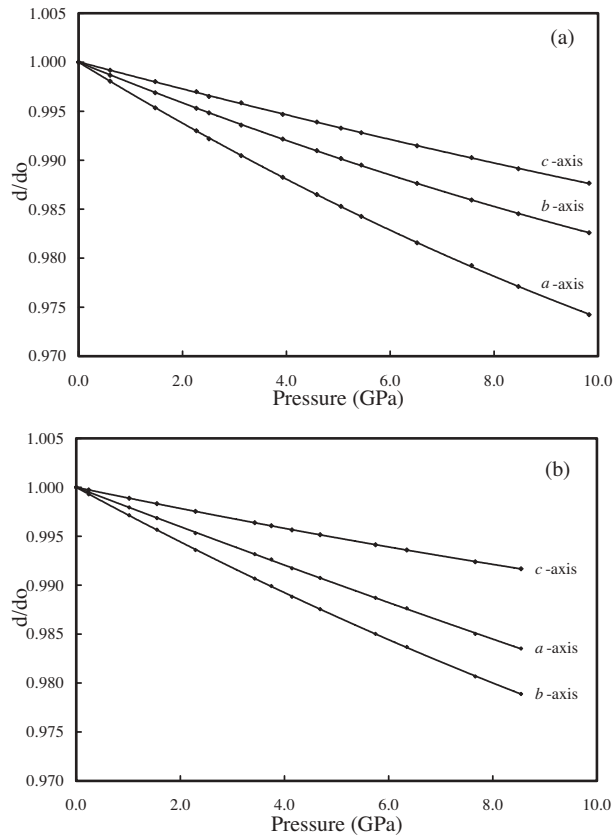 1.005
(a)
1.000
0.995
c-axis
0.990
d/do
b-axis
0.985
a-axis
0.980
0.975
0.970
0.0 2.0 4.0 6.0 8.0 10.0
Pressure (GPa)
1.005
(b)
1.000
0.995
c-axis
0.990
d/do
0.985
a-axis
b-axis
0.980
0.975
0.970
0.0 2.0 4.0 6.0 8.0 10.0
Pressure (GPa)